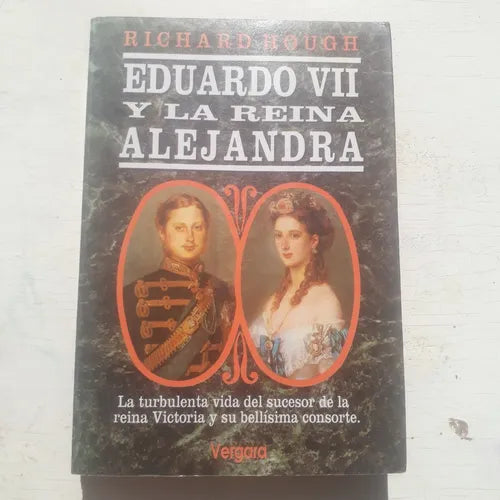 RICHARD HOUGH
EDUARDO VII
Y LA REINA
ALEJANDRA
La turbulenta vida del sucesor de la
reina Victoria y su bellísima consorte.
Vergara